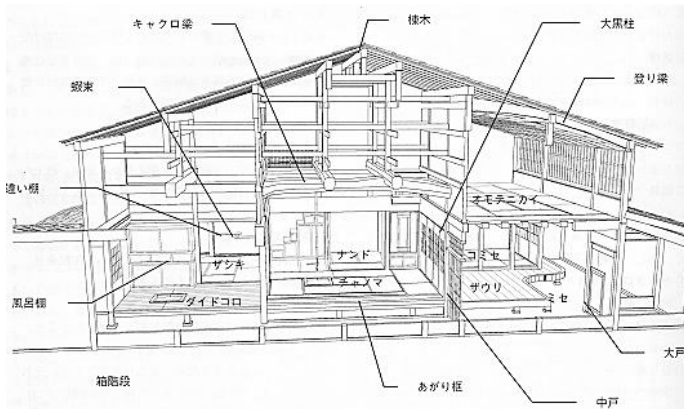 キャクロ梁
棟木
大黒柱
登り梁
蝦束
違い棚
オモテニカイ
ザシキ
ナンド
コミセ
チャノマ
ザウリ
ミセ
風呂棚
ダイドコロ
大戸
箱階段
あがり框
中戸